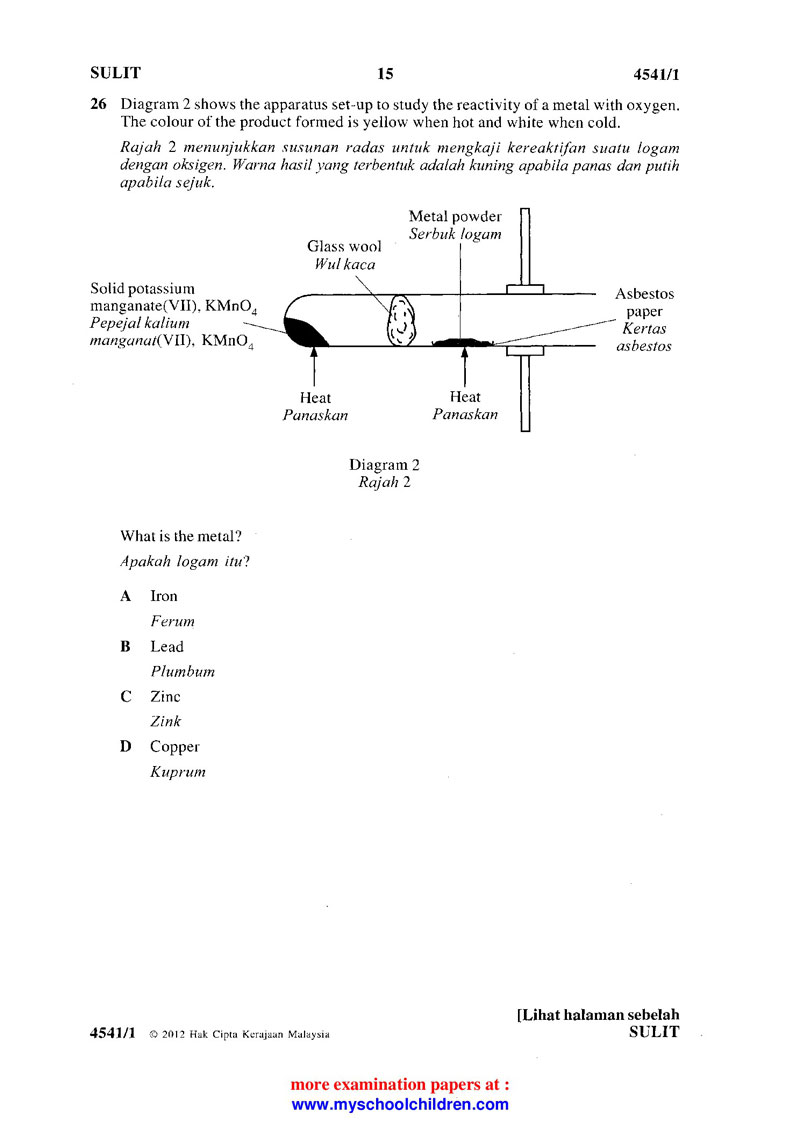 SULIT 15 4541/1
26 Diagram 2 shows the apparatus set-up to study the reactivity of a metal with oxygen.
The colour of the product formed is yellow when hot and white when cold.
Rajah 2 menunjukkan susunan radas untuk mengkaji kereaktifan suatu logam
dengan oksigen. Warna hasil yang terbentuk adalah kuning apabila panas dan putih
apabila sejuk.
Metal powder
Serbuk logam
Glass wool
Wul kaca
Solid potassium
manganate(VII), KMnO₄
Pepejal kalium
manganat(VII), KMnO₄
Asbestos
paper
Kertas
asbestos
Heat
Panaskan
Heat
Panaskan
Diagram 2
Rajah 2
What is the metal?
Apakah logam itu?
A Iron
Ferum
B Lead
Plumbum
C Zinc
Zink
D Copper
Kuprum
[Lihat halaman sebelah
4541/1 © 2012 Hak Cipta Kerajaan Malaysia SULIT
more examination papers at :
www.myschoolchildren.com